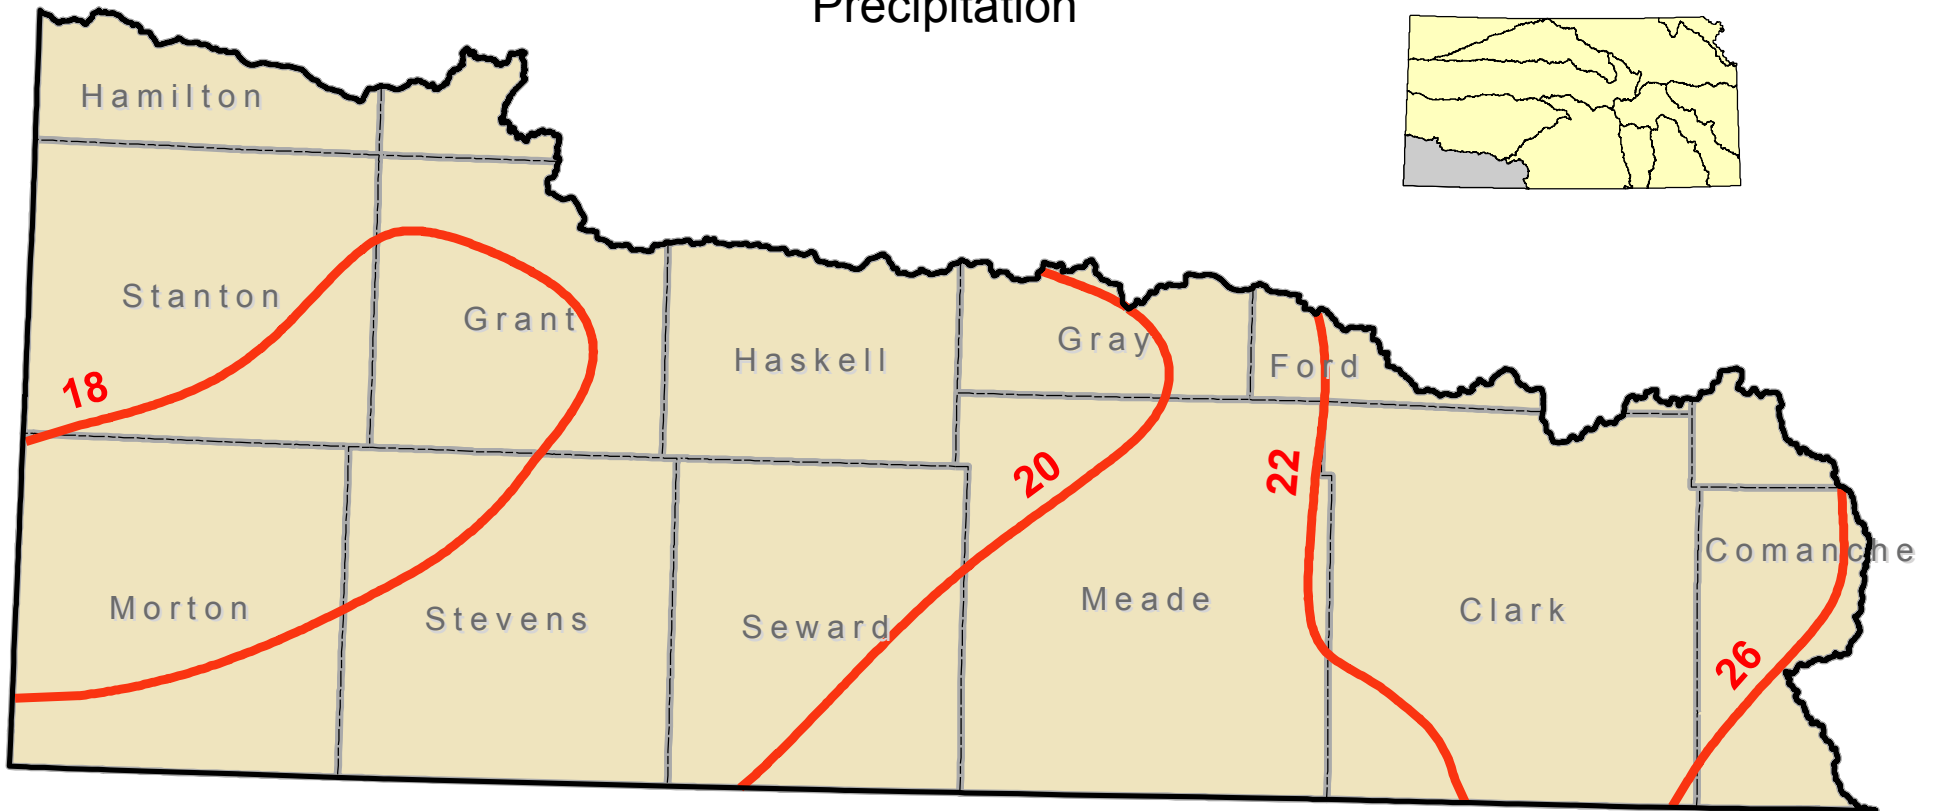 Precipitation
Hamilton
Stanton
Grant
Haskell
Gray
Ford
18
20
22
Comanche
Morton
Stevens
Seward
Meade
Clark
26